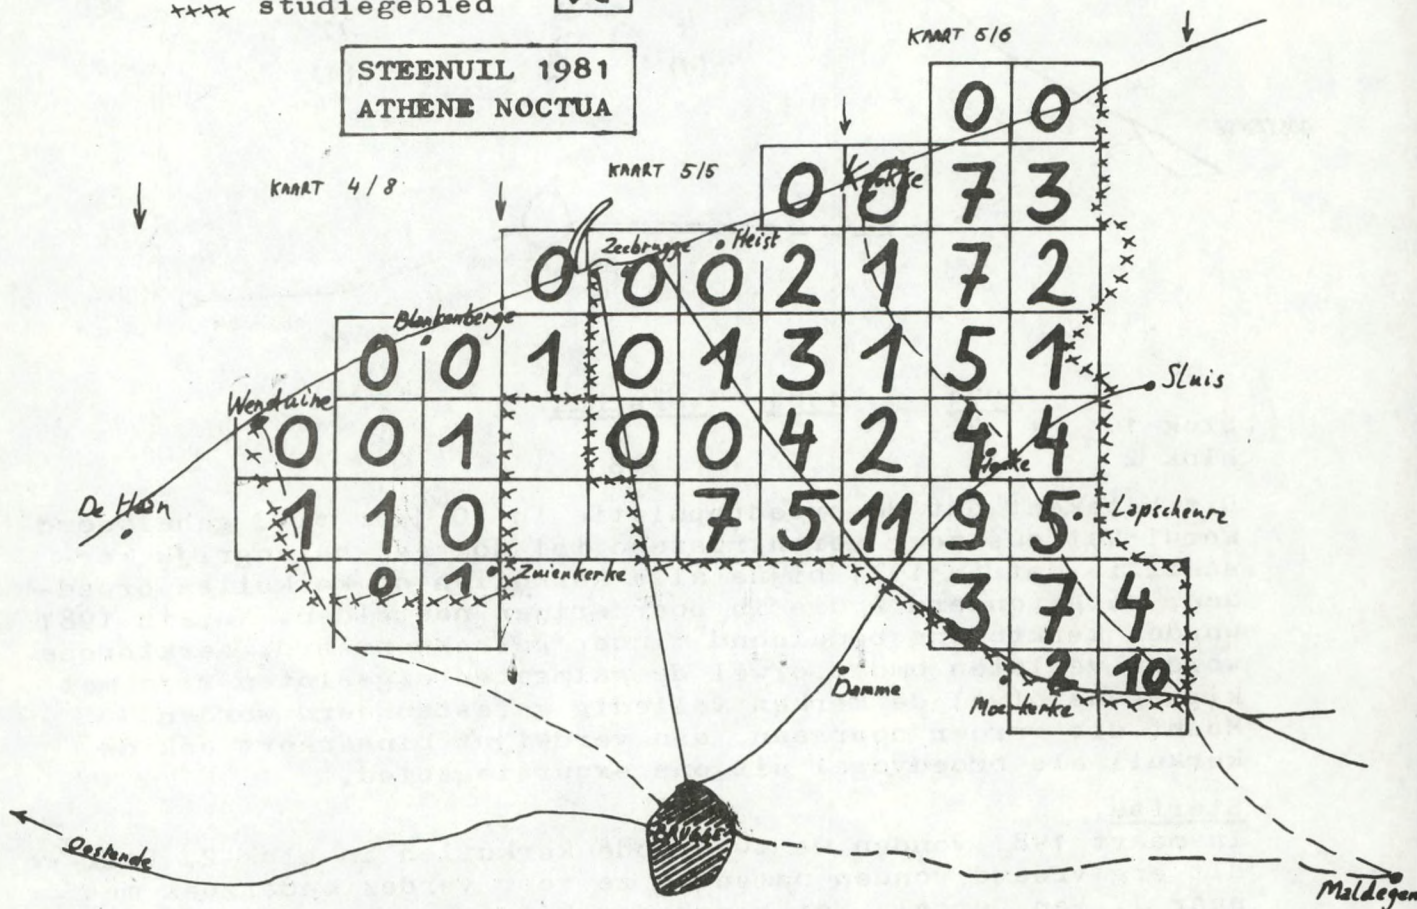 xxxx studiegebied
STEENUIL 1981
ATHENE NOCTUA
KAART 5/6
0 0
KAART 4/8 KAART 5/5
0 Knokke 0 7 3
Zeebrugge Heist
0 0 0 2 1 7 2
Blankenberge
0 0 1 0 1 3 1 5 1
Sluis
Wenduine
0 0 1 0 0 4 2 4 4
Hoeke
De Haan
1 1 0 7 5 11 9 5 Lapscheure
0 1 Zuienkerke 3 7 4
Damme
Moerkerke 2 10
BRUGGE
Oostende
Maldegem